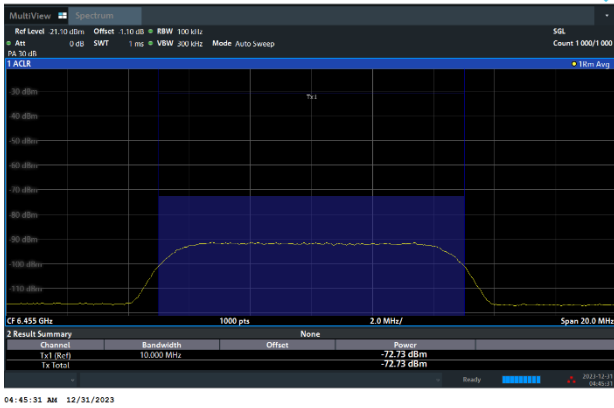 MultiView Spectrum
Ref Level -21.10 dBm Offset -1.10 dB RBW 100 kHz SGL
Att 0 dB SWT 1 ms VBW 300 kHz Mode Auto Sweep Count 1000/1000
PA 30 dB
1 ACLR 1Rm Avg
-30 dBm
Tx1
-40 dBm
-50 dBm
-60 dBm
-70 dBm
-80 dBm
-90 dBm
-100 dBm
-110 dBm
CF 6.455 GHz 1000 pts 2.0 MHz/ Span 20.0 MHz
2 Result Summary None
Channel Bandwidth Offset Power
Tx1 (Ref) 10.000 MHz -72.73 dBm
Tx Total -72.73 dBm
Ready 2023-12-31
04:45:31
04:45:31 AM 12/31/2023